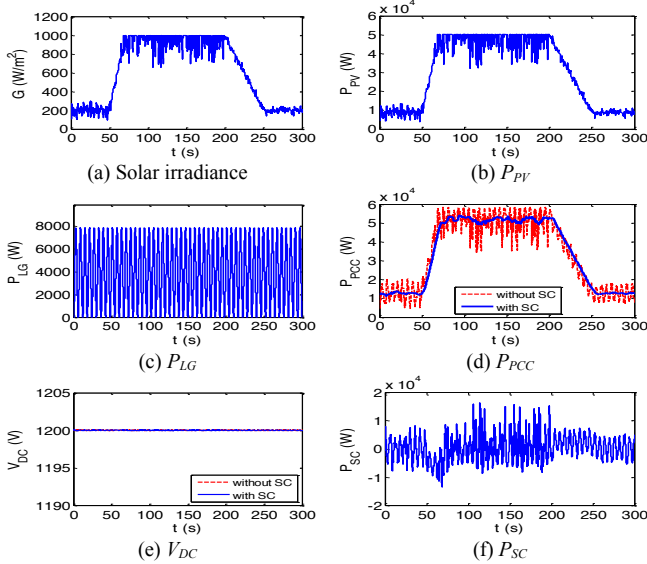 1200
1000
800
600
400
200
0
G (W/m²)
0 50 100 150 200 250 300
t (s)
(a) Solar irradiance
x 10⁴
6
5
4
3
2
1
0
P_PV (W)
0 50 100 150 200 250 300
t (s)
(b) P_PV
8000
6000
4000
2000
0
P_LG (W)
0 50 100 150 200 250 300
t (s)
(c) P_LG
x 10⁴
6
5
4
3
2
1
0
P_PCC (W)
without SC
with SC
0 50 100 150 200 250 300
t (s)
(d) P_PCC
1205
1200
1195
1190
V_DC (V)
without SC
with SC
0 50 100 150 200 250 300
t (s)
(e) V_DC
x 10⁴
2
1
0
-1
-2
P_SC (W)
0 50 100 150 200 250 300
t (s)
(f) P_SC